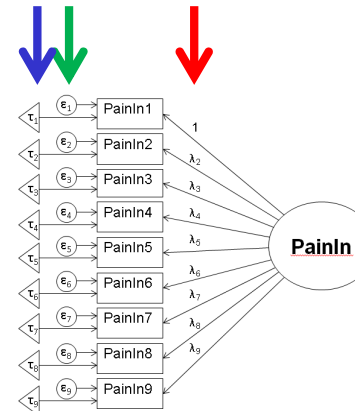 ε1 PainIn1
τ1
1
ε2 PainIn2
τ2
λ2
ε3 PainIn3
τ3
λ3
ε4 PainIn4
τ4
λ4
ε5 PainIn5
τ5
λ5
PainIn
ε6 PainIn6
τ6
λ6
ε7 PainIn7
τ7
λ7
ε8 PainIn8
τ8
λ8
ε9 PainIn9
τ9
λ9